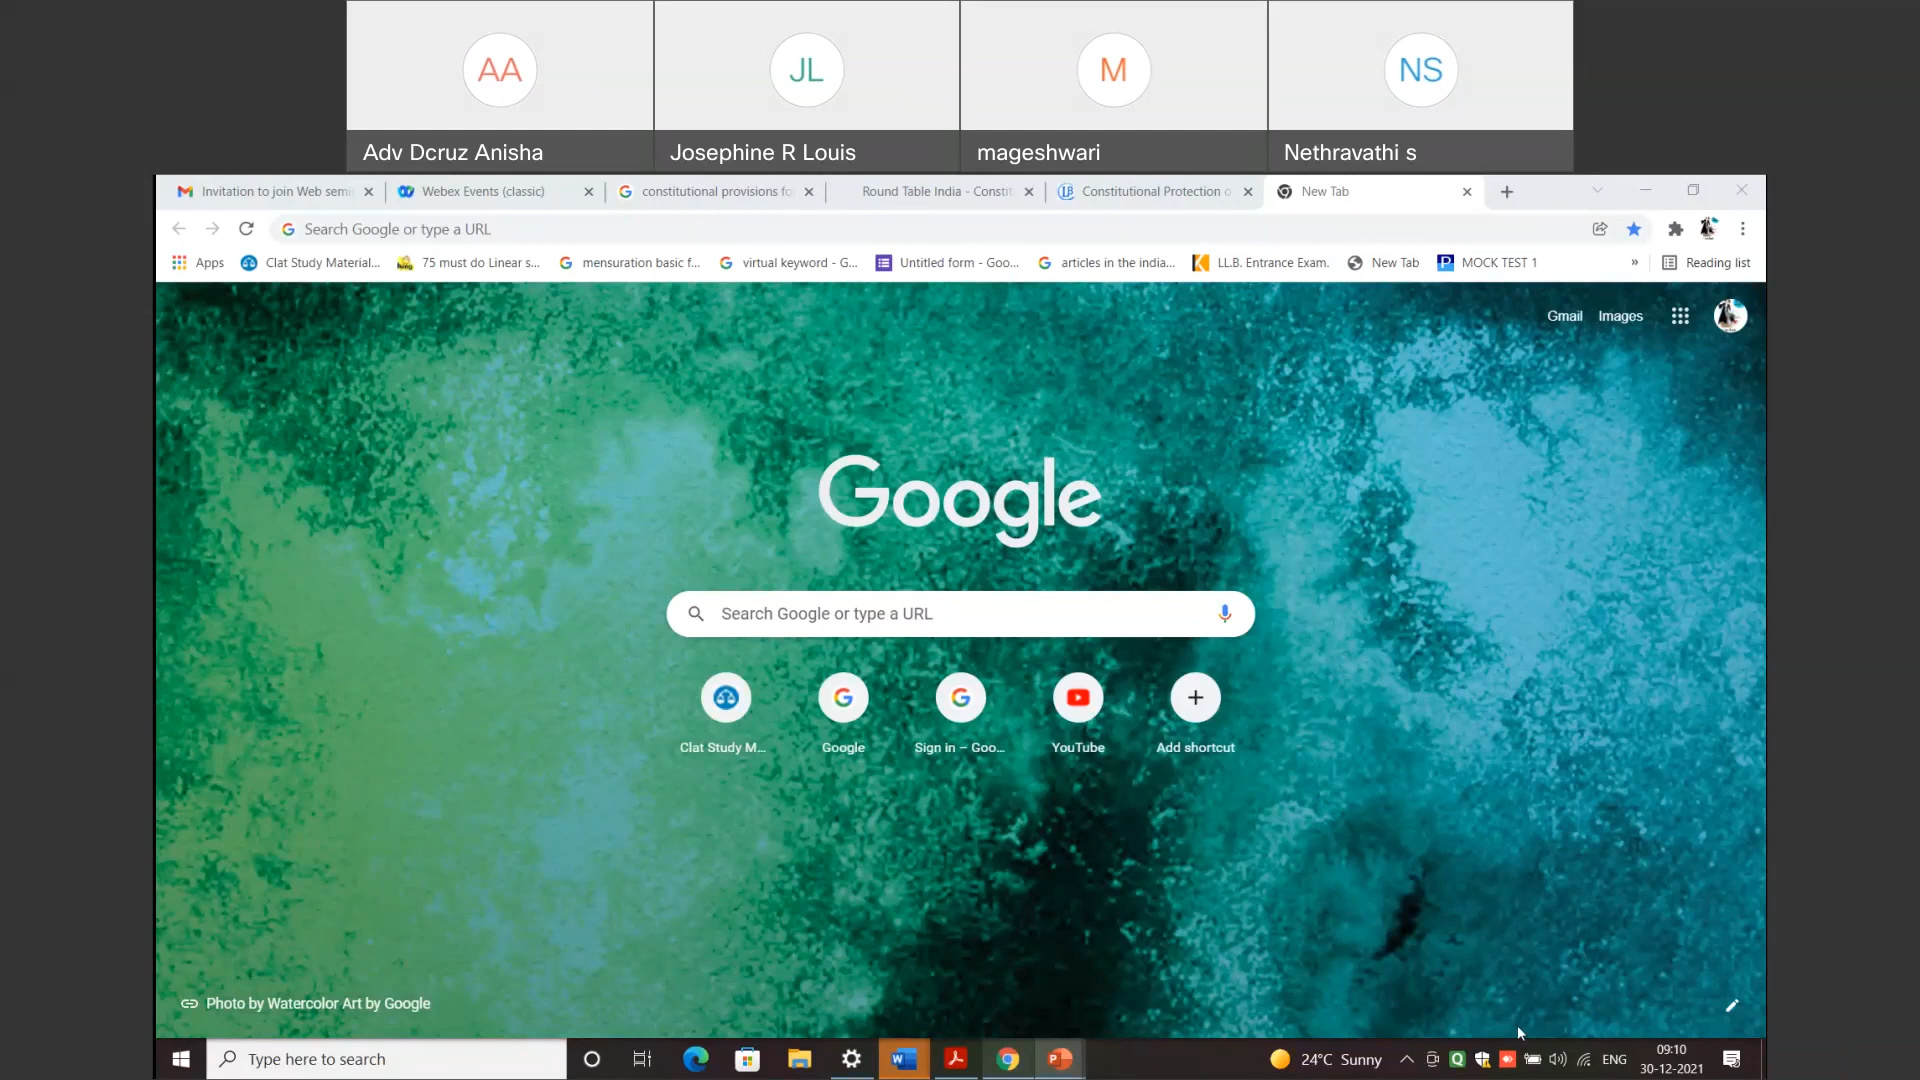 AA
JL
M
NS
Adv Dcruz Anisha
Josephine R Louis
mageshwari
Nethravathi s
Invitation to join Web semi
Webex Events (classic)
constitutional provisions fo
Round Table India - Constit
Constitutional Protection o
New Tab
Search Google or type a URL
Apps
Clat Study Material...
75 must do Linear s...
mensuration basic f...
virtual keyword - G...
Untitled form - Goo...
articles in the india...
LL.B. Entrance Exam.
New Tab
MOCK TEST 1
»
Reading list
Gmail
Images
Google
Search Google or type a URL
Clat Study M...
Google
Sign in – Goo...
YouTube
Add shortcut
Photo by Watercolor Art by Google
Type here to search
24°C Sunny
ENG
09:10
30-12-2021